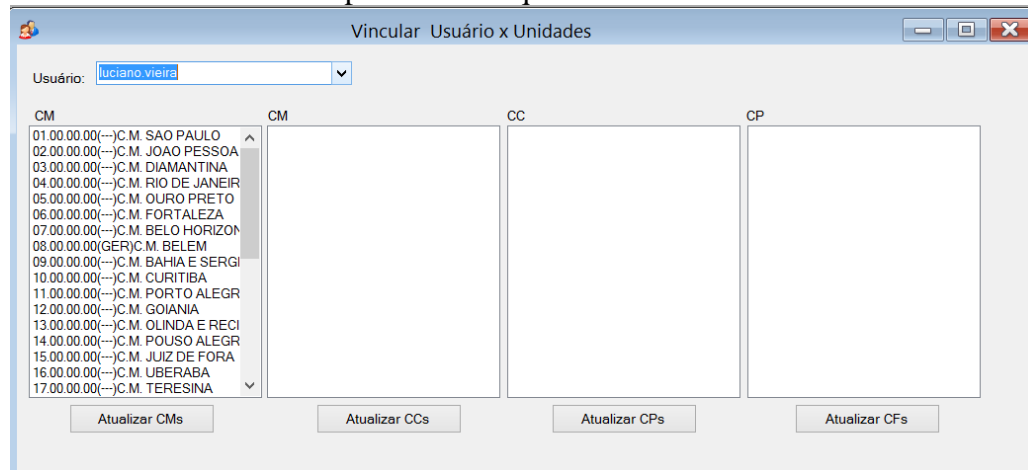 Vincular Usuário x Unidades
Usuário: luciano.vieira
CM CM CC CP
01.00.00.00(---)C.M. SAO PAULO
02.00.00.00(---)C.M. JOAO PESSOA
03.00.00.00(---)C.M. DIAMANTINA
04.00.00.00(---)C.M. RIO DE JANEIR
05.00.00.00(---)C.M. OURO PRETO
06.00.00.00(---)C.M. FORTALEZA
07.00.00.00(---)C.M. BELO HORIZON
08.00.00.00(GER)C.M. BELEM
09.00.00.00(---)C.M. BAHIA E SERGI
10.00.00.00(---)C.M. CURITIBA
11.00.00.00(---)C.M. PORTO ALEGR
12.00.00.00(---)C.M. GOIANIA
13.00.00.00(---)C.M. OLINDA E RECI
14.00.00.00(---)C.M. POUSO ALEGR
15.00.00.00(---)C.M. JUIZ DE FORA
16.00.00.00(---)C.M. UBERABA
17.00.00.00(---)C.M. TERESINA
Atualizar CMs Atualizar CCs Atualizar CPs Atualizar CFs